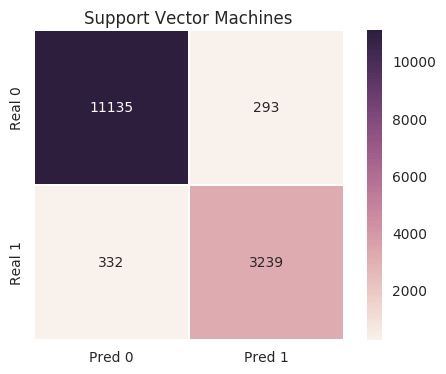 Support Vector Machines
Real 0
11135
293
Real 1
332
3239
Pred 0
Pred 1
10000
8000
6000
4000
2000